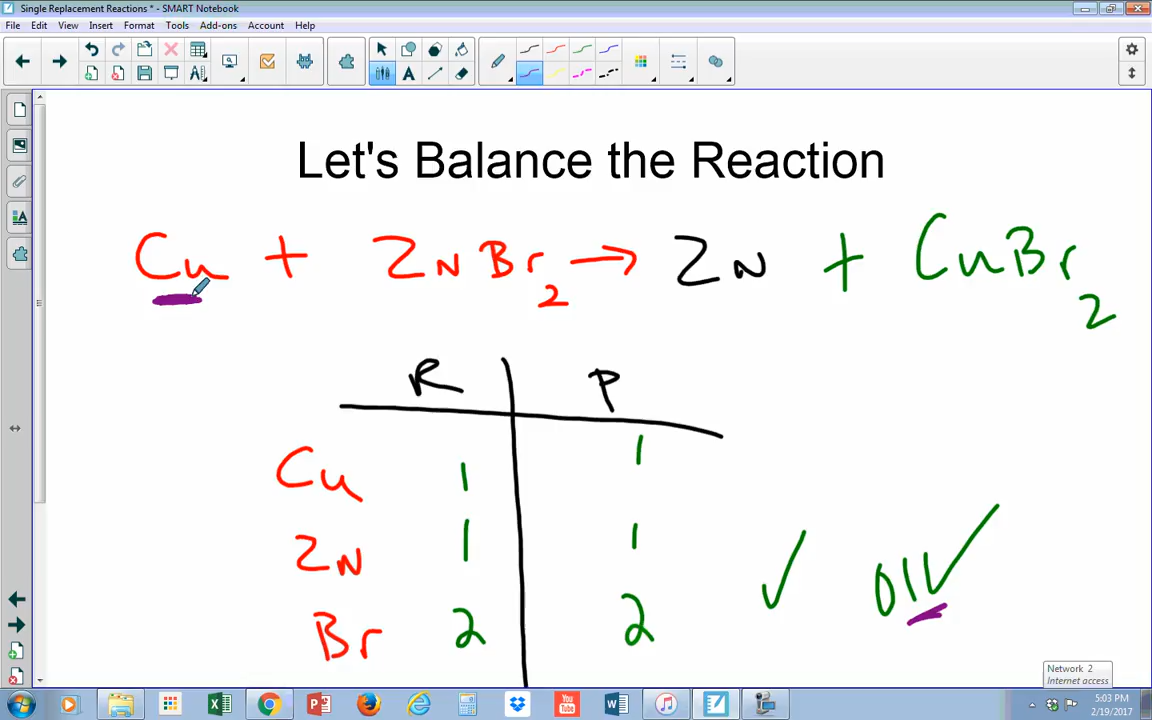 Single Replacement Reactions * - SMART Notebook
File Edit View Insert Format Tools Add-ons Account Help
Let's Balance the Reaction
Cu + ZN Br2 → ZN + CuBr2
R P
Cu 1 1
ZN 1 1
Br 2 2
Network 2
Internet access
5:03 PM
2/19/2017